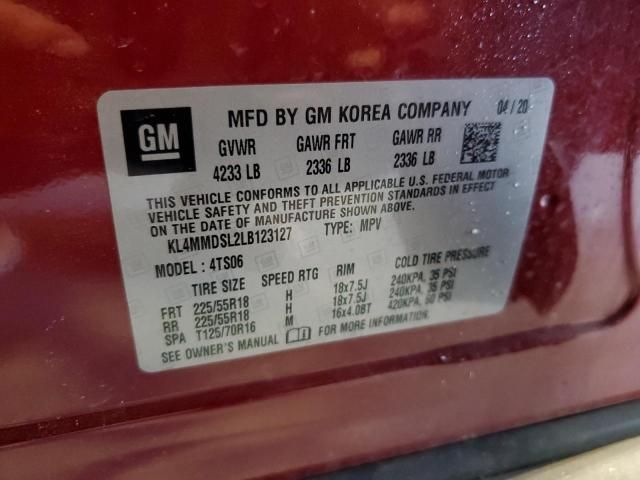 GM
MFD BY GM KOREA COMPANY 04 / 20
GVWR GAWR FRT GAWR RR
4233 LB 2336 LB 2336 LB
THIS VEHICLE CONFORMS TO ALL APPLICABLE U.S. FEDERAL MOTOR
VEHICLE SAFETY AND THEFT PREVENTION STANDARDS IN EFFECT
ON THE DATE OF MANUFACTURE SHOWN ABOVE.
KL4MMDSL2LB123127 TYPE: MPV
MODEL : 4TS06
TIRE SIZE SPEED RTG RIM COLD TIRE PRESSURE
FRT 225/55R18 H 18x7.5J 240KPA, 35 PSI
RR 225/55R18 H 18x7.5J 240KPA, 35 PSI
SPA T125/70R16 M 16x4.0BT 420KPA, 60 PSI
SEE OWNER'S MANUAL FOR MORE INFORMATION.